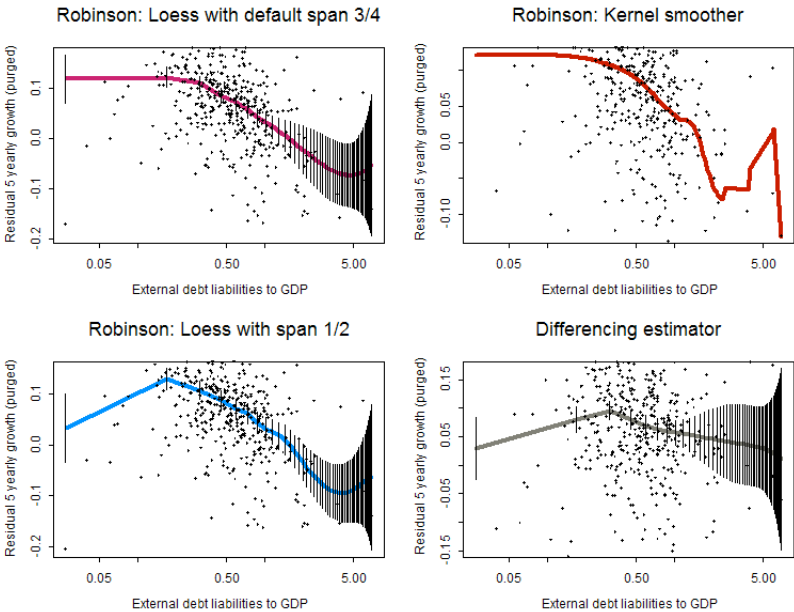 Robinson: Loess with default span 3/4
Residual 5 yearly growth (purged)
0.1
0.0
-0.1
-0.2
0.05
0.50
5.00
External debt liabilities to GDP
Robinson: Kernel smoother
Residual 5 yearly growth (purged)
0.05
0.0
-0.10
0.05
0.50
5.00
External debt liabilities to GDP
Robinson: Loess with span 1/2
Residual 5 yearly growth (purged)
0.1
0.0
-0.1
-0.2
0.05
0.50
5.00
External debt liabilities to GDP
Differencing estimator
Residual 5 yearly growth (purged)
0.15
0.05
-0.05
-0.15
0.05
0.50
5.00
External debt liabilities to GDP